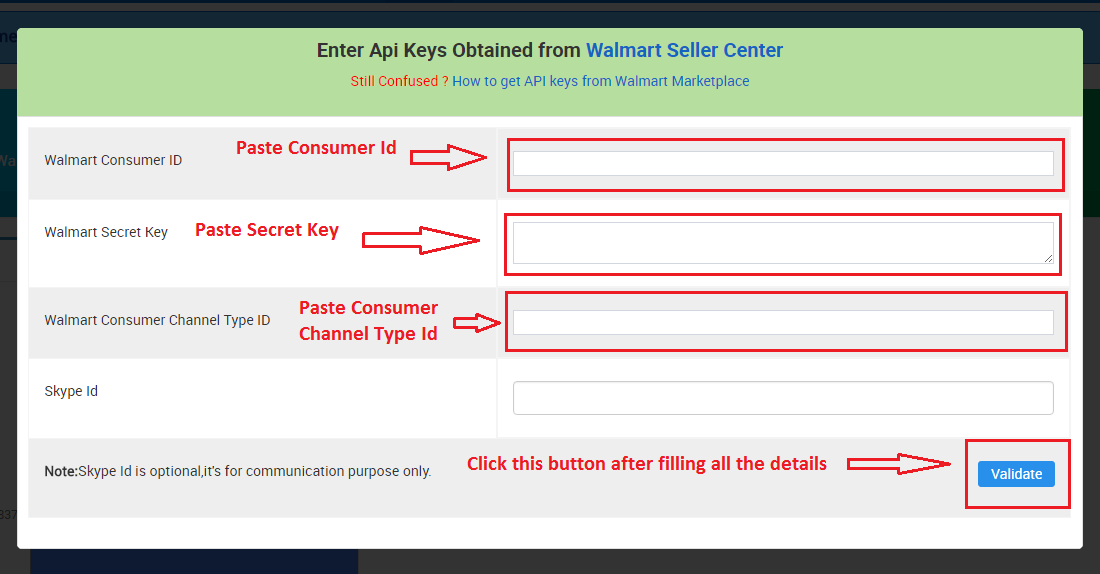 Enter Api Keys Obtained from Walmart Seller Center
Still Confused ? How to get API keys from Walmart Marketplace
Walmart Consumer ID
Paste Consumer Id
Walmart Secret Key
Paste Secret Key
Walmart Consumer Channel Type ID
Paste Consumer
Channel Type Id
Skype Id
Note:Skype Id is optional,it's for communication purpose only.
Click this button after filling all the details
Validate